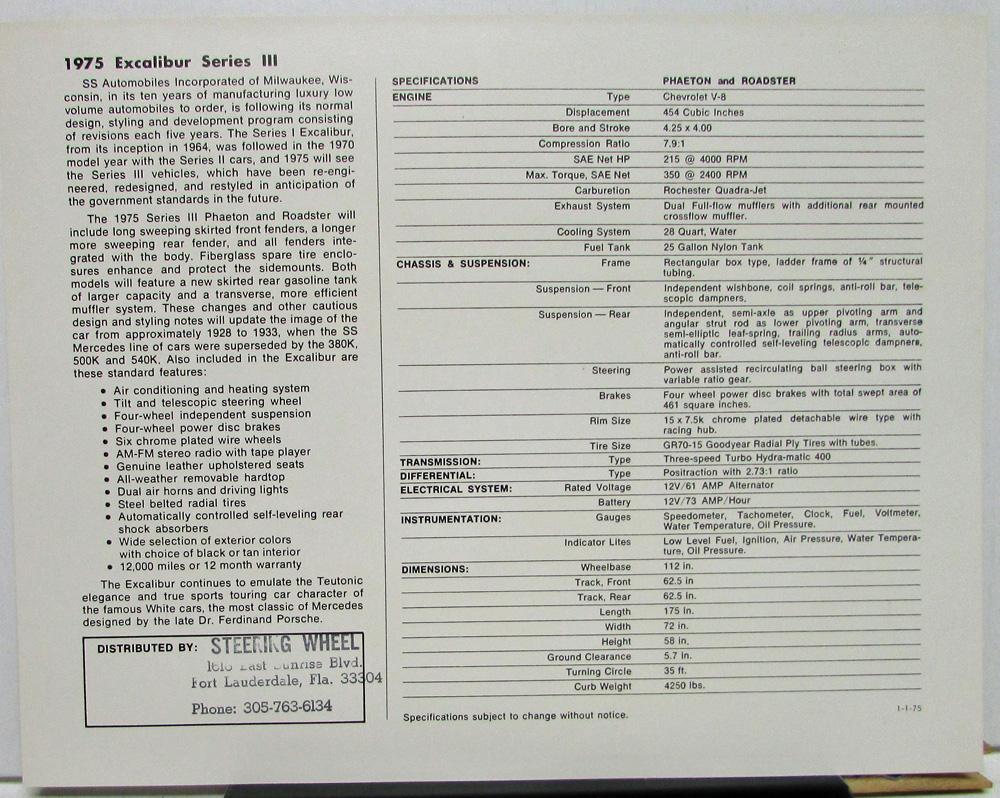 1975 Excalibur Series III
SS Automobiles Incorporated of Milwaukee, Wis-
consin, in its ten years of manufacturing luxury low
volume automobiles to order, is following its normal
design, styling and development program consisting
of revisions each five years. The Series I Excalibur,
from its inception in 1964, was followed in the 1970
model year with the Series II cars, and 1975 will see
the Series III vehicles, which have been re-engi-
neered, redesigned, and restyled in anticipation of
the government standards in the future.
The 1975 Series III Phaeton and Roadster will
include long sweeping skirted front fenders, a longer
more sweeping rear fender, and all fenders inte-
grated with the body. Fiberglass spare tire enclo-
sures enhance and protect the sidemounts. Both
models will feature a new skirted rear gasoline tank
of larger capacity and a transverse, more efficient
muffler system. These changes and other cautious
design and styling notes will update the image of the
car from approximately 1928 to 1933, when the SS
Mercedes line of cars were superseded by the 380K,
500K and 540K. Also included in the Excalibur are
these standard features:
• Air conditioning and heating system
• Tilt and telescopic steering wheel
• Four-wheel independent suspension
• Four-wheel power disc brakes
• Six chrome plated wire wheels
• AM-FM stereo radio with tape player
• Genuine leather upholstered seats
• All-weather removable hardtop
• Dual air horns and driving lights
• Steel belted radial tires
• Automatically controlled self-leveling rear
shock absorbers
• Wide selection of exterior colors
with choice of black or tan interior
• 12,000 miles or 12 month warranty
The Excalibur continues to emulate the Teutonic
elegance and true sports touring car character of
the famous White cars, the most classic of Mercedes
designed by the late Dr. Ferdinand Porsche.
DISTRIBUTED BY: STEERING WHEEL
1610 East Sunrise Blvd.
Fort Lauderdale, Fla. 33304
Phone: 305-763-6134
SPECIFICATIONS PHAETON and ROADSTER
ENGINE Type Chevrolet V-8
Displacement 454 Cubic Inches
Bore and Stroke 4.25 x 4.00
Compression Ratio 7.9:1
SAE Net HP 215 @ 4000 RPM
Max. Torque, SAE Net 350 @ 2400 RPM
Carburetion Rochester Quadra-Jet
Exhaust System Dual Full-flow mufflers with additional rear mounted
crossflow muffler.
Cooling System 28 Quart, Water
Fuel Tank 25 Gallon Nylon Tank
CHASSIS & SUSPENSION: Frame Rectangular box type, ladder frame of ¼" structural
tubing.
Suspension — Front Independent wishbone, coil springs, anti-roll bar, tele-
scopic dampners.
Suspension — Rear Independent, semi-axle as upper pivoting arm and
angular strut rod as lower pivoting arm, transverse
semi-elliptic leaf-spring, trailing radius arms, auto-
matically controlled self-leveling telescopic dampners,
anti-roll bar.
Steering Power assisted recirculating ball steering box with
variable ratio gear.
Brakes Four wheel power disc brakes with total swept area of
461 square inches.
Rim Size 15 x 7.5k chrome plated detachable wire type with
racing hub.
Tire Size GR70-15 Goodyear Radial Ply Tires with tubes.
TRANSMISSION: Type Three-speed Turbo Hydra-matic 400
DIFFERENTIAL: Type Positraction with 2.73:1 ratio
ELECTRICAL SYSTEM: Rated Voltage 12V/61 AMP Alternator
Battery 12V/73 AMP/Hour
INSTRUMENTATION: Gauges Speedometer, Tachometer, Clock, Fuel, Voltmeter,
Water Temperature, Oil Pressure.
Indicator Lites Low Level Fuel, Ignition, Air Pressure, Water Tempera-
ture, Oil Pressure.
DIMENSIONS: Wheelbase 112 in.
Track, Front 62.5 in
Track, Rear 62.5 in.
Length 175 in.
Width 72 in.
Height 58 in.
Ground Clearance 5.7 in.
Turning Circle 35 ft.
Curb Weight 4250 lbs.
Specifications subject to change without notice.
1-1-75